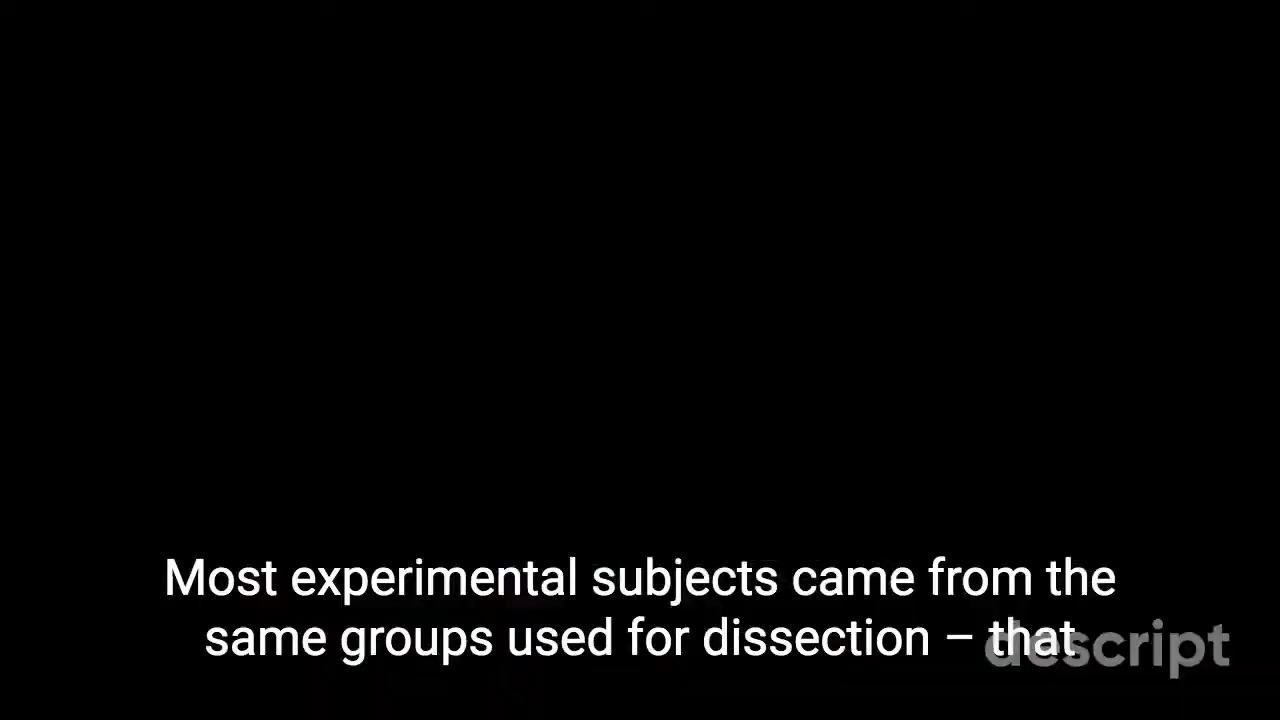 Most experimental subjects came from the
same groups used for dissection – that
descript